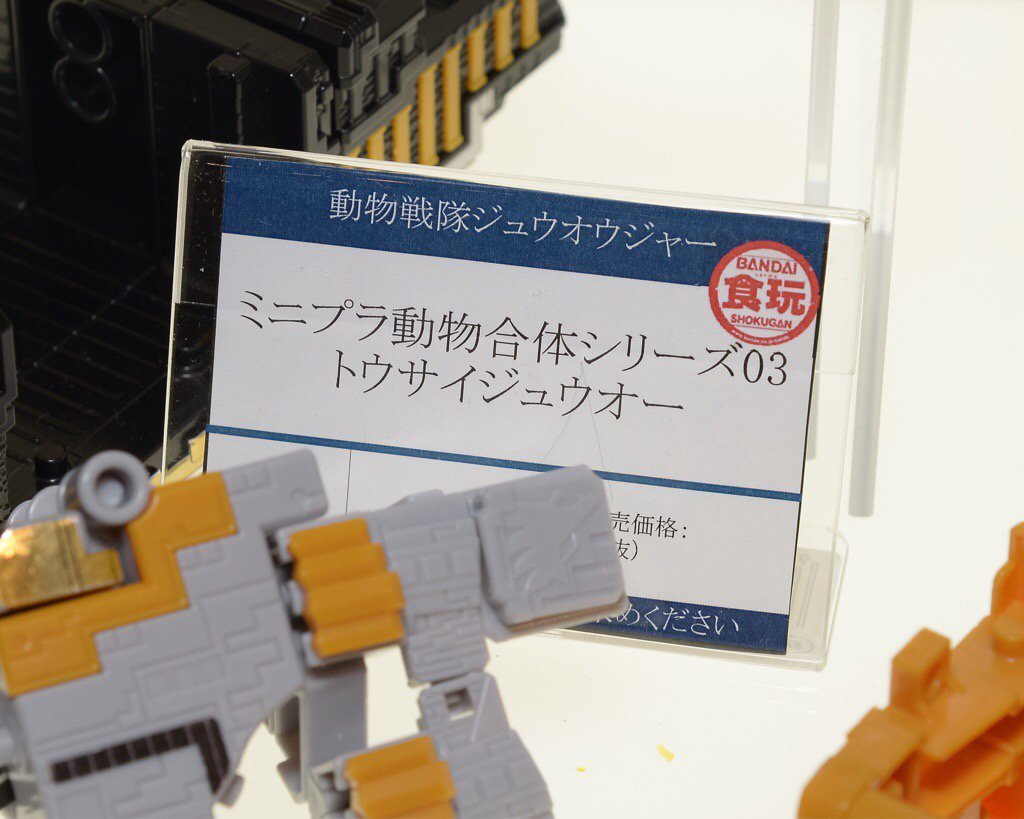 動物戦隊ジュウオウジャー
BANDAI
食玩
SHOKUGAN
ミニプラ動物合体シリーズ03
トウサイジュウオー
売価格:
抜)
めください